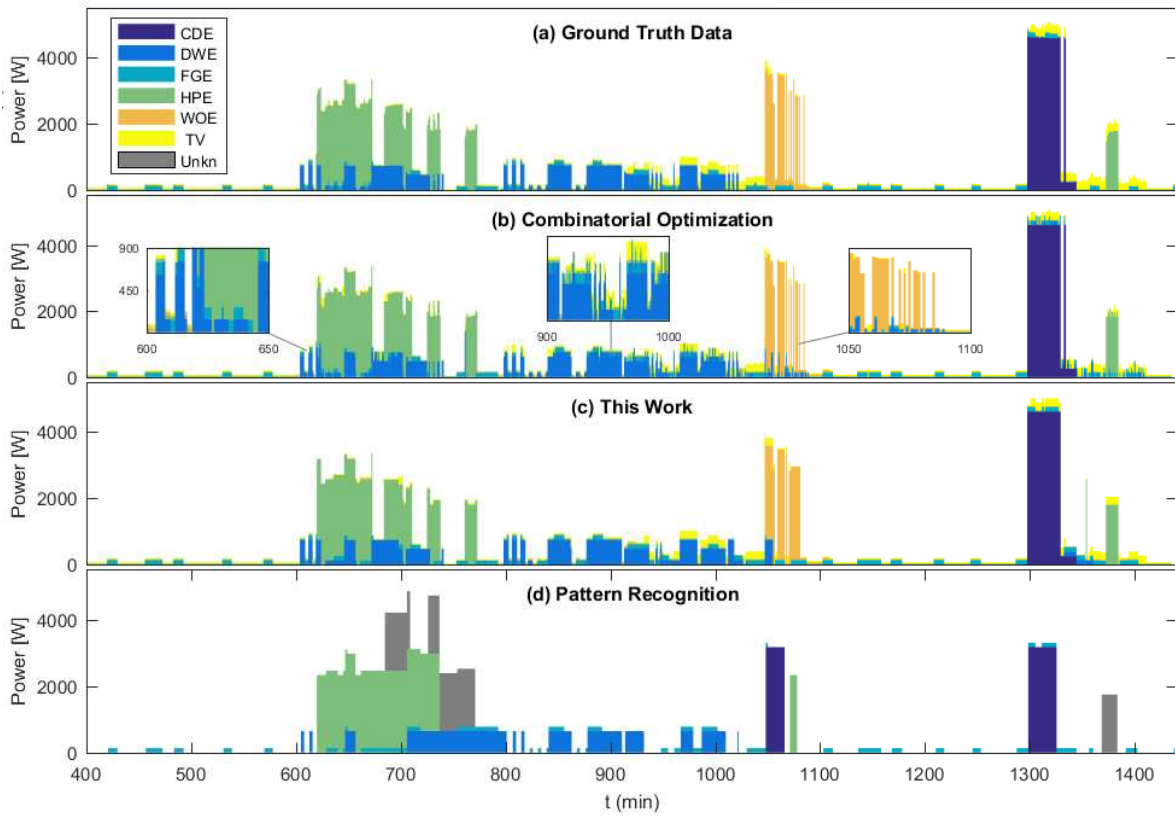 (a) Ground Truth Data
CDE
DWE
FGE
HPE
WOE
TV
Unkn
Power [W]
4000
2000
0
(b) Combinatorial Optimization
Power [W]
4000
2000
0
900
450
600
650
900
1000
1050
1100
(c) This Work
Power [W]
4000
2000
0
(d) Pattern Recognition
Power [W]
4000
2000
0
400
500
600
700
800
900
1000
1100
1200
1300
1400
t (min)